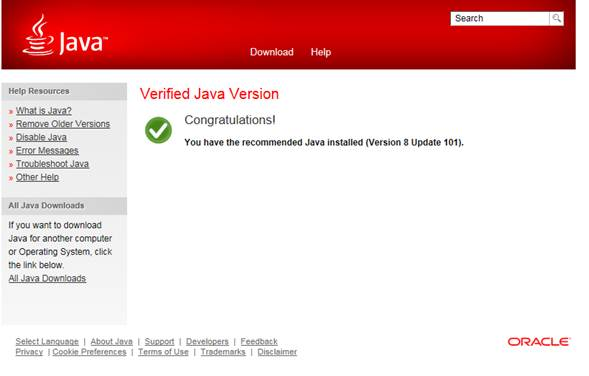 Search
Java™
Download Help
Help Resources
» What is Java?
» Remove Older Versions
» Disable Java
» Error Messages
» Troubleshoot Java
» Other Help
All Java Downloads
If you want to download
Java for another computer
or Operating System, click
the link below.
All Java Downloads
Verified Java Version
Congratulations!
You have the recommended Java installed (Version 8 Update 101).
Select Language | About Java | Support | Developers | Feedback
Privacy | Cookie Preferences | Terms of Use | Trademarks | Disclaimer
ORACLE